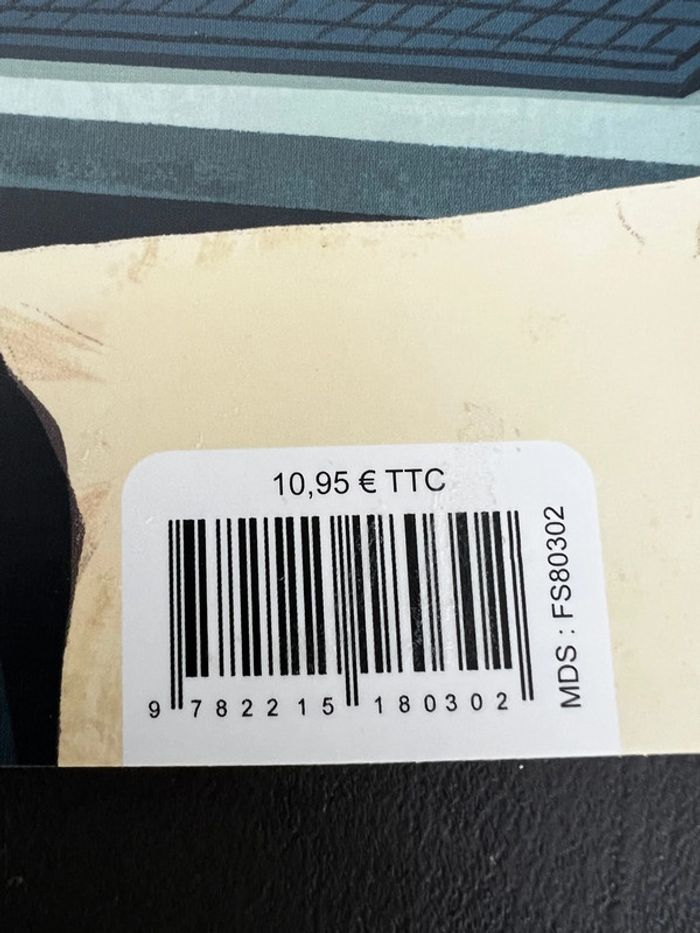 10,95 € TTC
9 782215 180302
MDS : FS80302